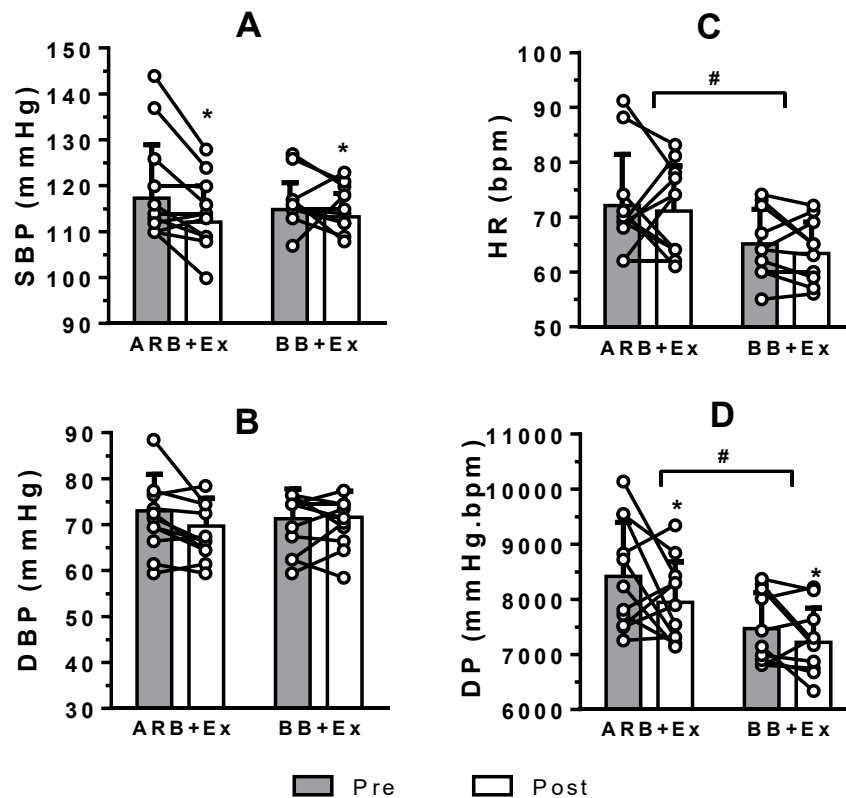 A
SBP (mmHg)
150
140
130
120
110
100
90
*
*
ARB+Ex
BB+Ex
C
HR (bpm)
100
90
80
70
60
50
#
ARB+Ex
BB+Ex
B
DBP (mmHg)
90
80
70
60
50
40
30
ARB+Ex
BB+Ex
D
DP (mmHg.bpm)
11000
10000
9000
8000
7000
6000
#
*
*
ARB+Ex
BB+Ex
Pre
Post